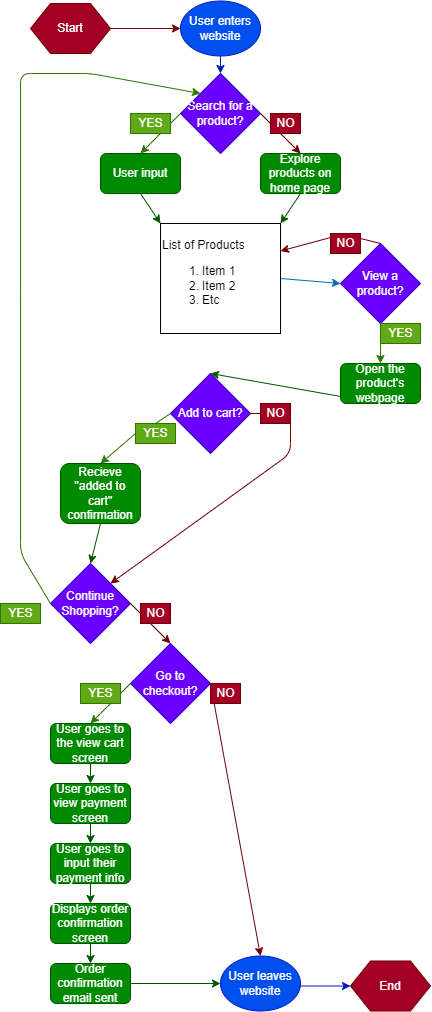 Start
User enters
website
Search for a
product?
YES
NO
User input
Explore
products on
home page
List of Products
1. Item 1
2. Item 2
3. Etc
NO
View a
product?
YES
Open the
product's
webpage
Add to cart?
NO
YES
Recieve
"added to
cart"
confirmation
Continue
Shopping?
YES
NO
Go to
checkout?
YES
NO
User goes to
the view cart
screen
User goes to
view payment
screen
User goes to
input their
payment info
Displays order
confirmation
screen
Order
confirmation
email sent
User leaves
website
End